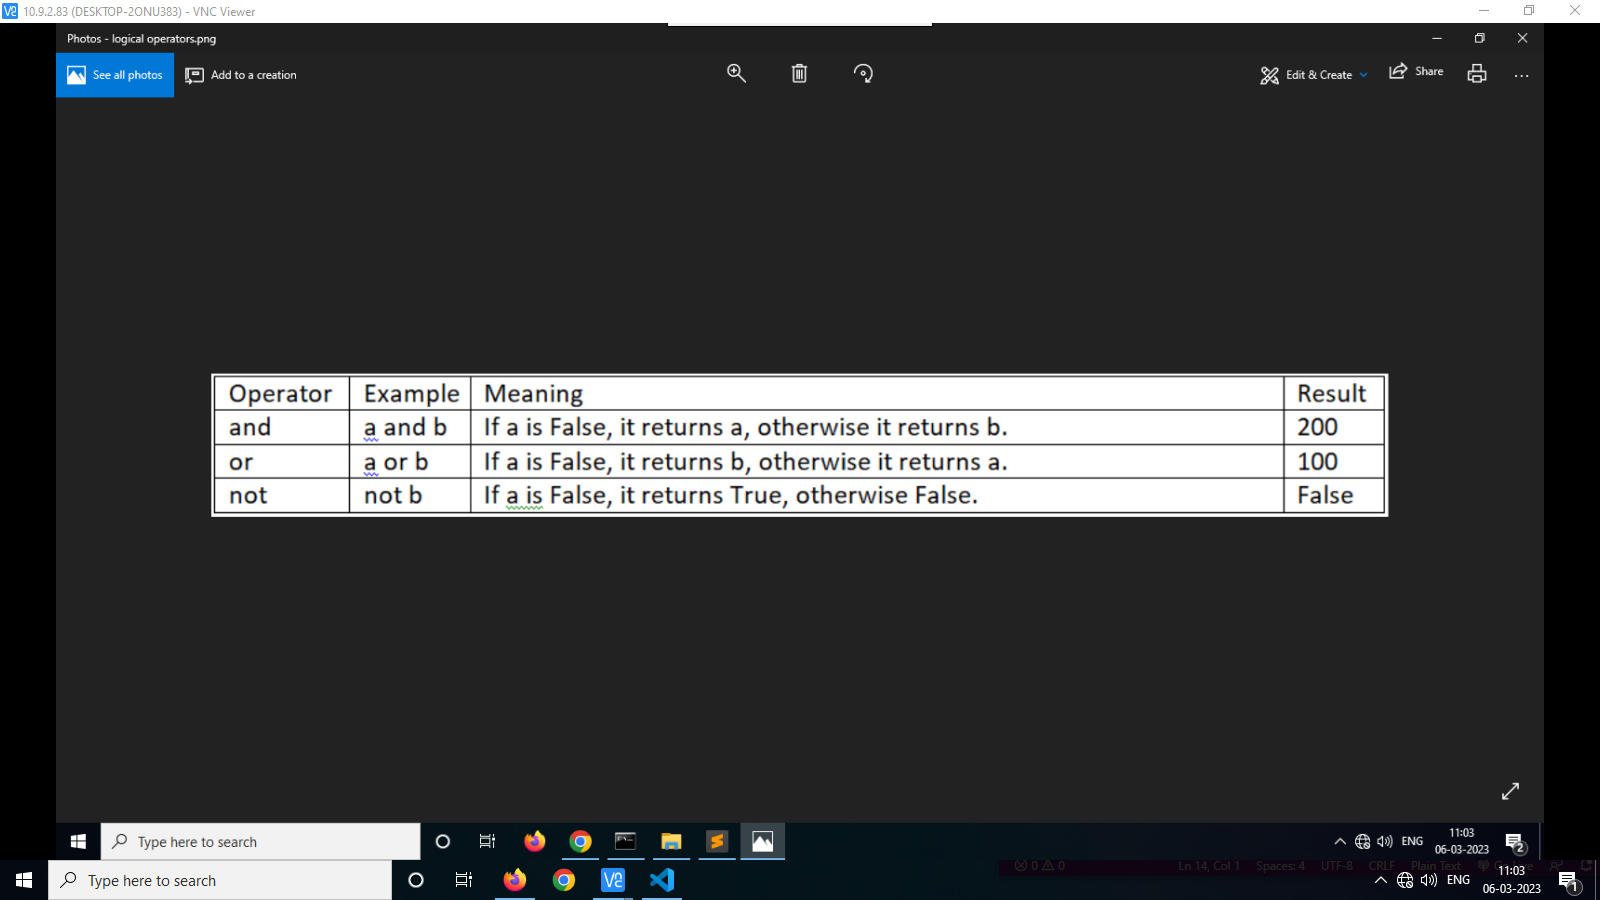 10.9.2.83 (DESKTOP-2ONU383) - VNC Viewer
Photos - logical operators.png
See all photos Add to a creation Edit & Create Share
Operator Example Meaning Result
and a and b If a is False, it returns a, otherwise it returns b. 200
or a or b If a is False, it returns b, otherwise it returns a. 100
not not b If a is False, it returns True, otherwise False. False
Type here to search ENG 11:03
06-03-2023 2
Ln 14, Col 1 Spaces: 4 UTF-8 CRLF Plain Text
Type here to search ENG 11:03
06-03-2023 1